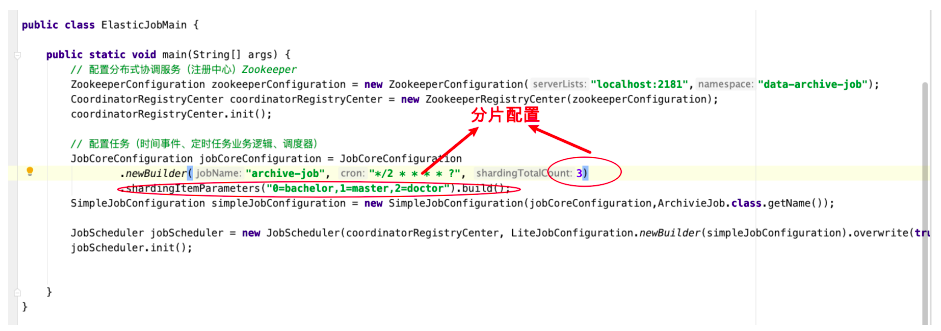 public class ElasticJobMain {
public static void main(String[] args) {
// 配置分布式协调服务（注册中心）Zookeeper
ZookeeperConfiguration zookeeperConfiguration = new ZookeeperConfiguration( serverLists: "localhost:2181", namespace: "data-archive-job");
CoordinatorRegistryCenter coordinatorRegistryCenter = new ZookeeperRegistryCenter(zookeeperConfiguration);
coordinatorRegistryCenter.init();
分片配置
// 配置任务（时间事件、定时任务业务逻辑、调度器）
JobCoreConfiguration jobCoreConfiguration = JobCoreConfiguration
.newBuilder( jobName: "archive-job", cron: "*/2 * * * * ?", shardingTotalCount: 3)
.shardingItemParameters("0=bachelor,1=master,2=doctor").build();
SimpleJobConfiguration simpleJobConfiguration = new SimpleJobConfiguration(jobCoreConfiguration,ArchivieJob.class.getName());
JobScheduler jobScheduler = new JobScheduler(coordinatorRegistryCenter, LiteJobConfiguration.newBuilder(simpleJobConfiguration).overwrite(tru
jobScheduler.init();
}
}